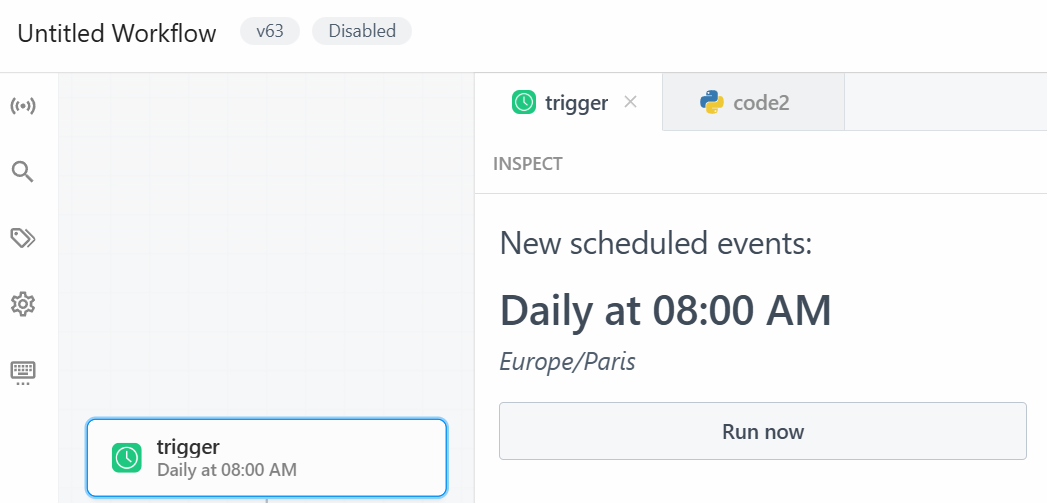 Untitled Workflow v63 Disabled
trigger code2
INSPECT
New scheduled events:
Daily at 08:00 AM
Europe/Paris
Run now
trigger
Daily at 08:00 AM